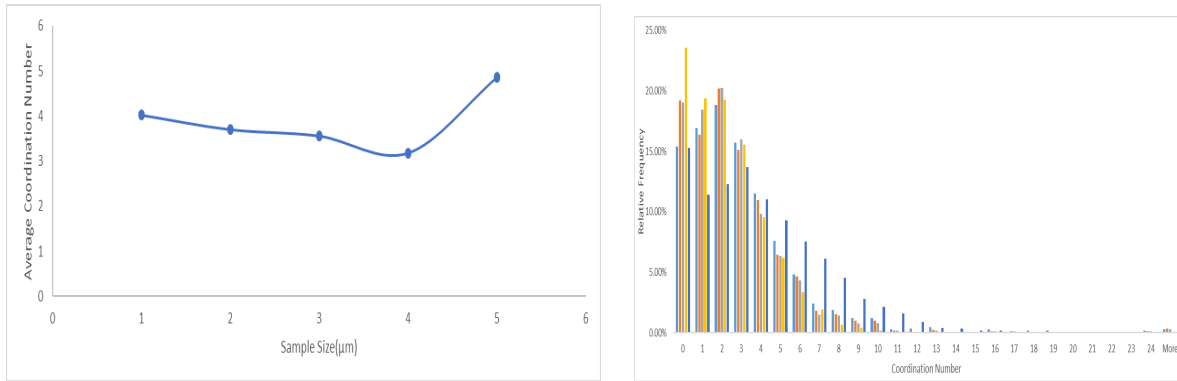 6
5
4
3
2
1
0
0 1 2 3 4 5 6
Average Coordination Number
Sample Size(µm)
25.00%
20.00%
15.00%
10.00%
5.00%
0.00%
0 1 2 3 4 5 6 7 8 9 10 11 12 13 14 15 16 17 18 19 20 21 22 23 24 More
Relative Frequency
Coordination Number